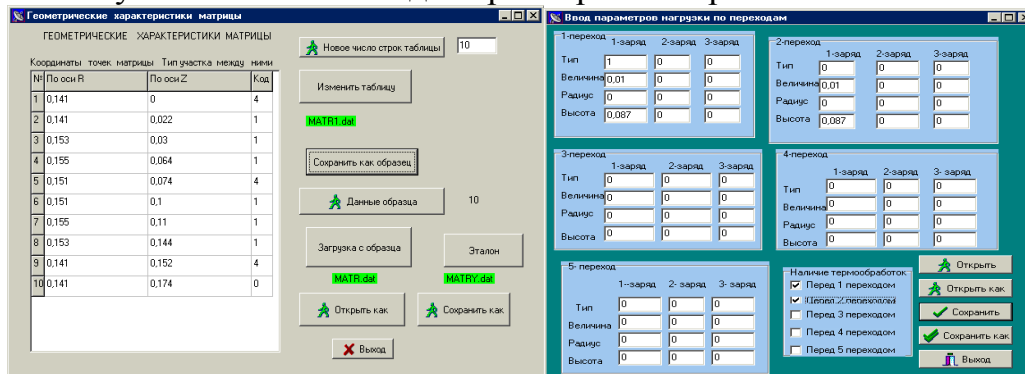 Геометрические характеристики матрицы
ГЕОМЕТРИЧЕСКИЕ ХАРАКТЕРИСТИКИ МАТРИЦЫ
Координаты точек матрицы Тип участка между ними
№ По оси R По оси Z Код
1 0,141 0 4
2 0,141 0,022 1
3 0,153 0,03 1
4 0,155 0,064 1
5 0,151 0,074 4
6 0,151 0,1 1
7 0,155 0,11 1
8 0,153 0,144 1
9 0,141 0,152 4
10 0,141 0,174 0
Новое число строк таблицы 10
Изменить таблицу
MATR1.dat
Сохранить как образец
Данные образца 10
Загрузка с образца Эталон
MATR.dat MATRY.dat
Открыть как Сохранить как
Выход
Ввод параметров нагрузки по переходам
1-переход
1-заряд 2-заряд 3-заряд
Тип 1 0 0
Величина 0,01 0 0
Радиус 0 0 0
Высота 0,087 0 0
2-переход
1-заряд 2-заряд 3-заряд
Тип 0 0 0
Величина 0,01 0 0
Радиус 0 0 0
Высота 0,087 0 0
3-переход
1-заряд 2-заряд 3-заряд
Тип 0 0 0
Величина 0 0 0
Радиус 0 0 0
Высота 0 0 0
4-переход
1-заряд 2-заряд 3- заряд
Тип 0 0 0
Величина 0 0 0
Радиус 0 0 0
Высота 0 0 0
5- переход
1--заряд 2- заряд 3- заряд
Тип 0 0 0
Величина 0 0 0
Радиус 0 0 0
Высота 0 0 0
Наличие термообработок
Перед 1 переходом
Перед 2 переходом
Перед 3 переходом
Перед 4 переходом
Перед 5 переходом
Открыть
Открыть как
Сохранить
Сохранить как
Выход